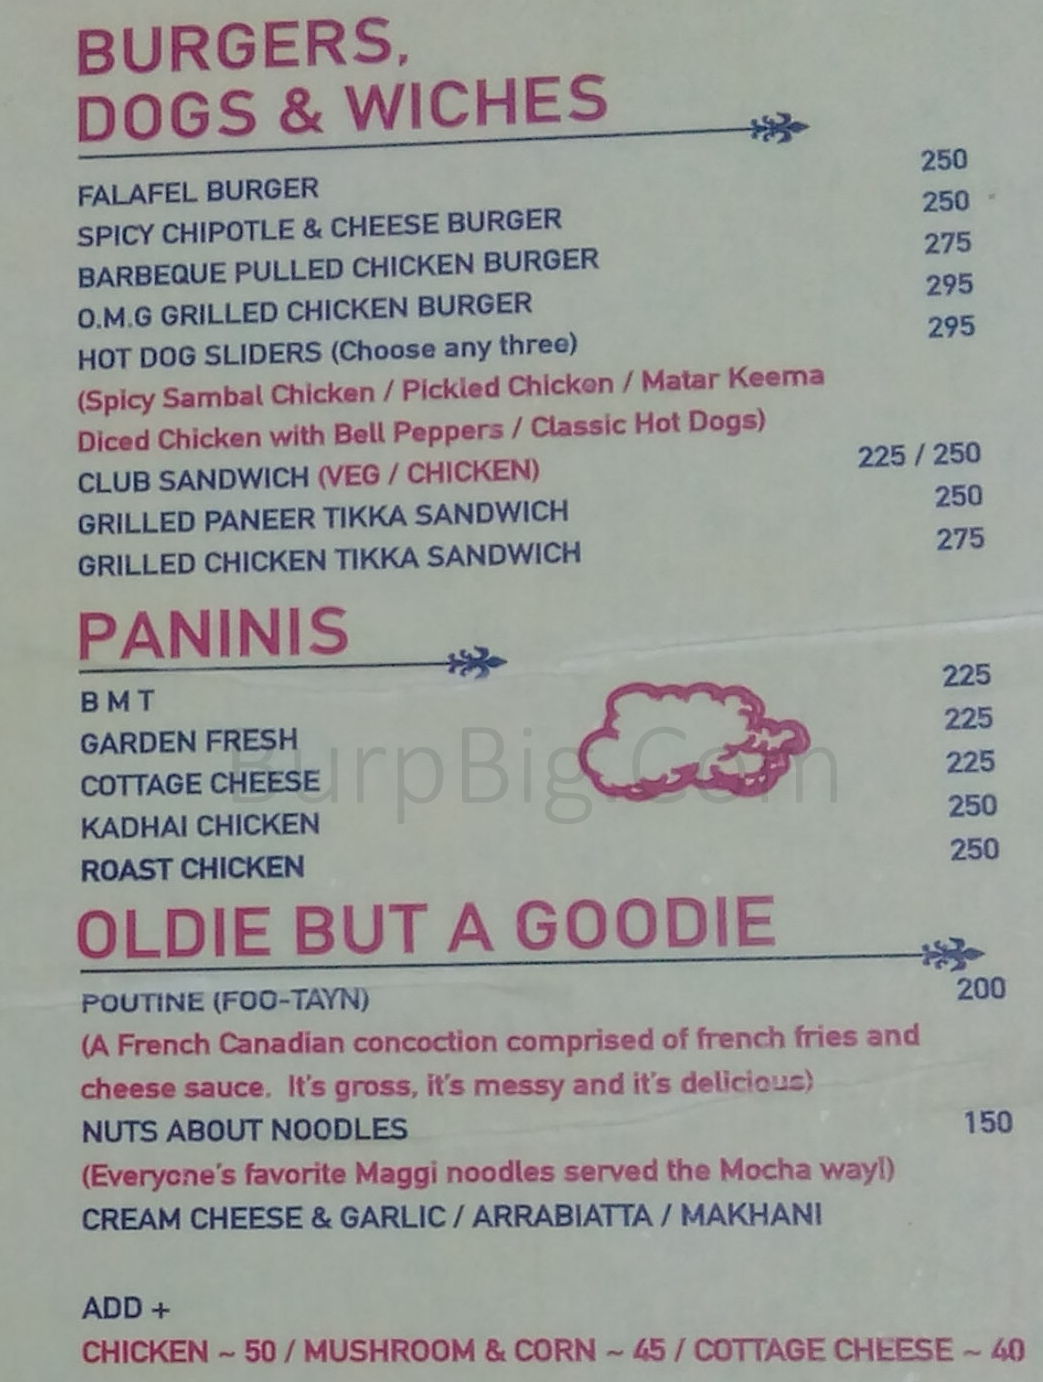 BURGERS,
DOGS & WICHES
FALAFEL BURGER 250
SPICY CHIPOTLE & CHEESE BURGER 250
BARBEQUE PULLED CHICKEN BURGER 275
O.M.G GRILLED CHICKEN BURGER 295
HOT DOG SLIDERS (Choose any three) 295
(Spicy Sambal Chicken / Pickled Chicken / Matar Keema
Diced Chicken with Bell Peppers / Classic Hot Dogs)
CLUB SANDWICH (VEG / CHICKEN) 225 / 250
GRILLED PANEER TIKKA SANDWICH 250
GRILLED CHICKEN TIKKA SANDWICH 275
PANINIS
B M T 225
GARDEN FRESH 225
COTTAGE CHEESE 225
KADHAI CHICKEN 250
ROAST CHICKEN 250
BurpBig.Com
OLDIE BUT A GOODIE
POUTINE (FOO-TAYN) 200
(A French Canadian concoction comprised of french fries and
cheese sauce. It's gross, it's messy and it's delicious)
NUTS ABOUT NOODLES 150
(Everyone's favorite Maggi noodles served the Mocha way!)
CREAM CHEESE & GARLIC / ARRABIATTA / MAKHANI
ADD +
CHICKEN ~ 50 / MUSHROOM & CORN ~ 45 / COTTAGE CHEESE ~ 40